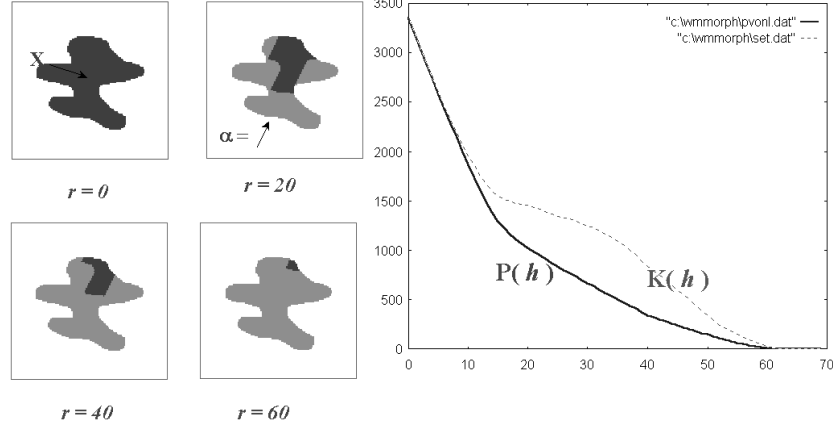 X
r = 0
α =
r = 20
r = 40
r = 60
3500
3000
2500
2000
1500
1000
500
0
0 10 20 30 40 50 60 70
"c:\wmmorph\pvonl.dat"
"c:\wmmorph\set.dat"
P( h )
K( h )